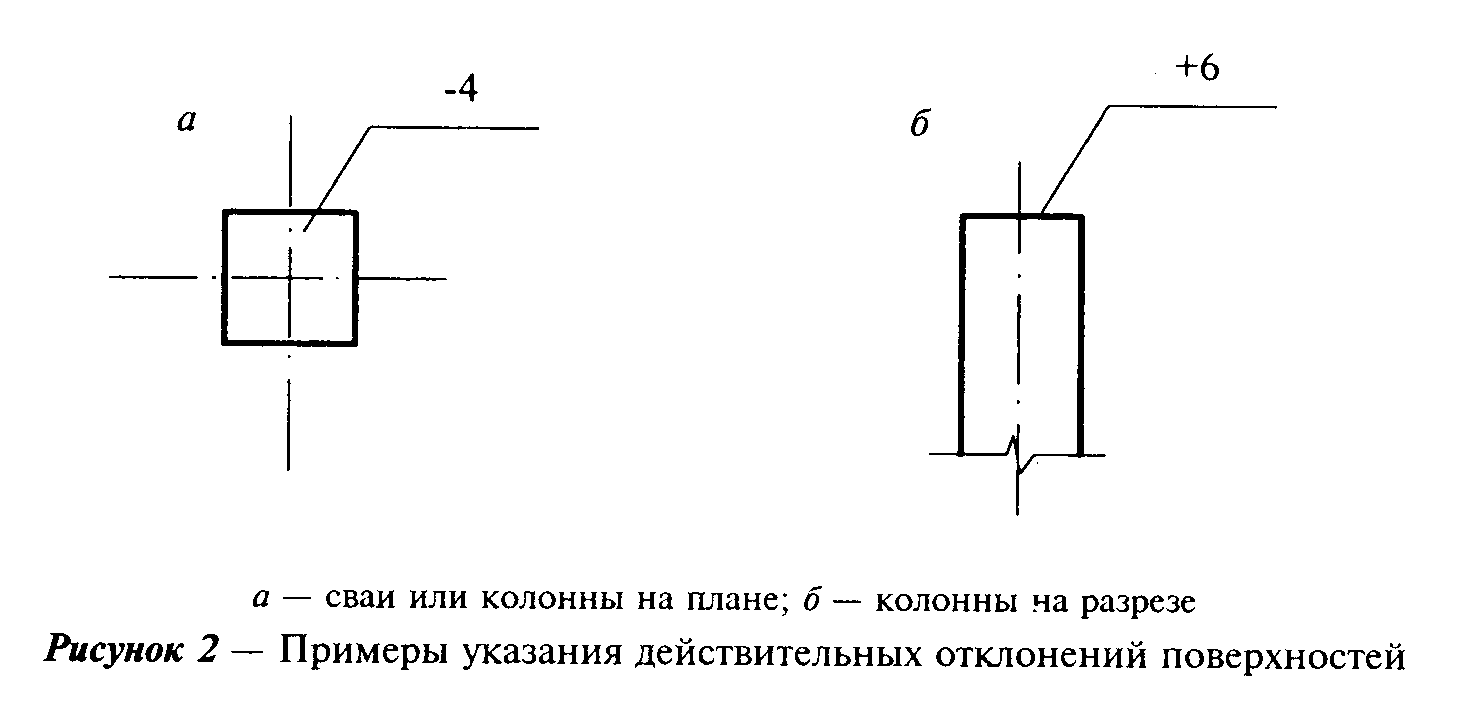 -4
+6
а
б
а — сваи или колонны на плане; б — колонны на разрезе
Рисунок 2 — Примеры указания действительных отклонений поверхностей